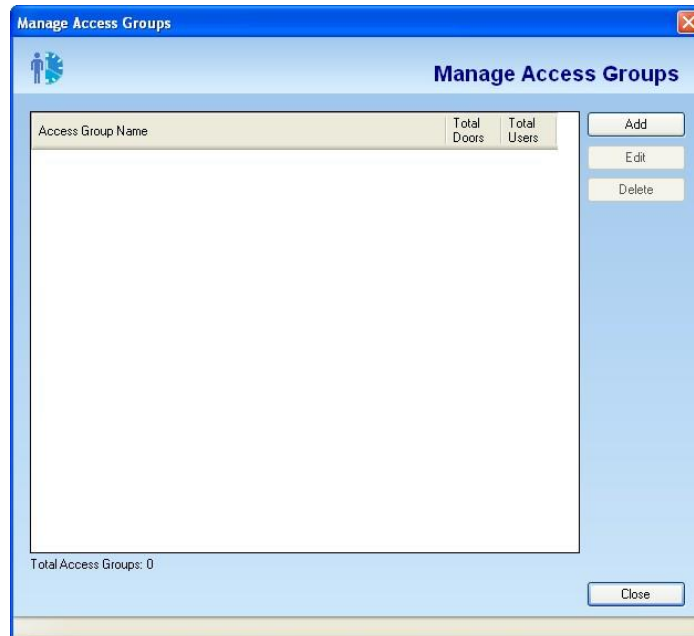 Manage Access Groups
Manage Access Groups
Access Group Name
Total Doors
Total Users
Add
Edit
Delete
Total Access Groups: 0
Close